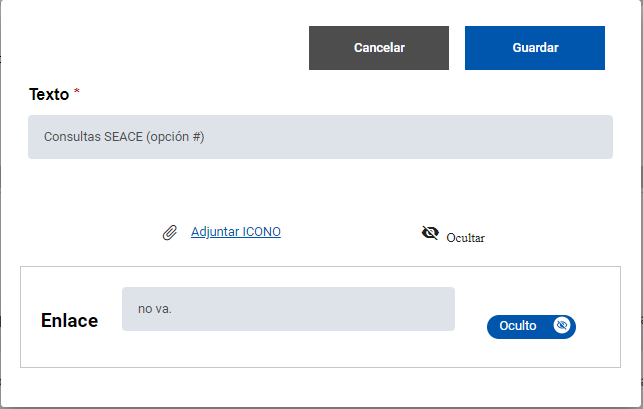 Cancelar
Guardar
Texto *
Consultas SEACE (opción #)
Adjuntar ICONO
Ocultar
Enlace
no va.
Oculto